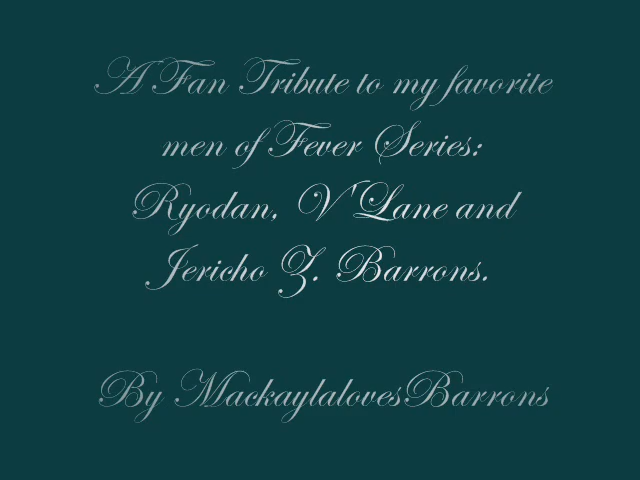 A Fan Tribute to my favorite
men of Fever Series:
Ryodan, V'Lane and
Jericho Z. Barrons.
By MackaylalovesBarrons